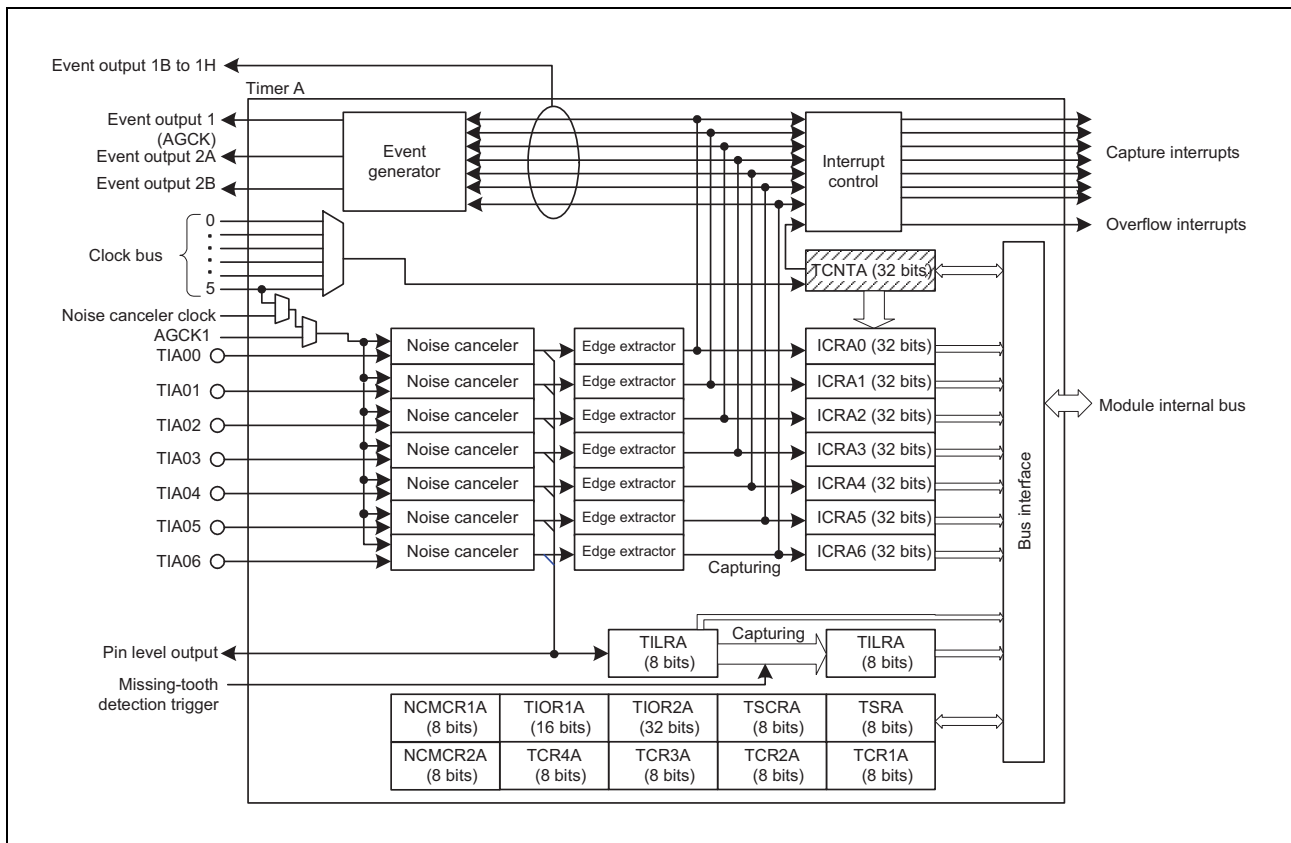 Event output 1B to 1H
Timer A
Event output 1
(AGCK)
Event output 2A
Event output 2B
Event
generator
Interrupt
control
Capture interrupts
Overflow interrupts
Clock bus
0
5
TCNTA (32 bits)
Noise canceler clock
AGCK1
TIA00
Noise canceler
Edge extractor
ICRA0 (32 bits)
TIA01
Noise canceler
Edge extractor
ICRA1 (32 bits)
TIA02
Noise canceler
Edge extractor
ICRA2 (32 bits)
TIA03
Noise canceler
Edge extractor
ICRA3 (32 bits)
TIA04
Noise canceler
Edge extractor
ICRA4 (32 bits)
TIA05
Noise canceler
Edge extractor
ICRA5 (32 bits)
TIA06
Noise canceler
Edge extractor
ICRA6 (32 bits)
Capturing
Bus interface
Module internal bus
Pin level output
TILRA
(8 bits)
Capturing
TILRA
(8 bits)
Missing-tooth
detection trigger
NCMCR1A
(8 bits)
TIOR1A
(16 bits)
TIOR2A
(32 bits)
TSCRA
(8 bits)
TSRA
(8 bits)
NCMCR2A
(8 bits)
TCR4A
(8 bits)
TCR3A
(8 bits)
TCR2A
(8 bits)
TCR1A
(8 bits)